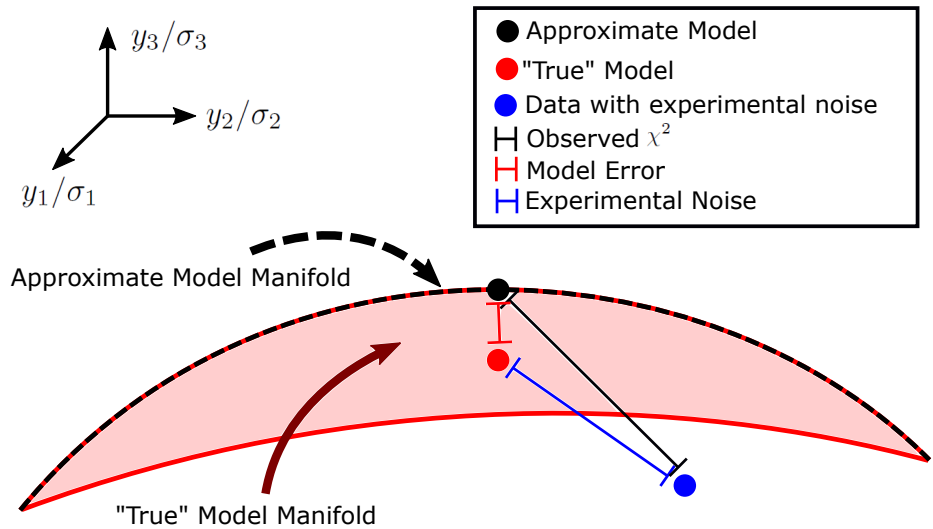 y₃/σ₃
y₂/σ₂
y₁/σ₁
Approximate Model
"True" Model
Data with experimental noise
Observed χ²
Model Error
Experimental Noise
Approximate Model Manifold
"True" Model Manifold